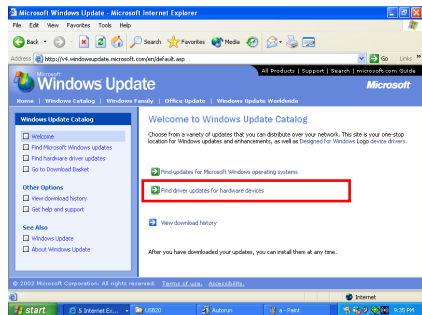 Microsoft Windows Update - Microsoft Internet Explorer
File Edit View Favorites Tools Help
Back Search Favorites Media
Address http://v4.windowsupdate.microsoft.com/en/default.asp Go Links »
All Products | Support | Search | microsoft.com Guide
Microsoft
Windows Update
Microsoft
Home | Windows Catalog | Windows Family | Office Update | Windows Update Worldwide
Windows Update Catalog
Welcome
Find Microsoft Windows updates
Find hardware driver updates
Go to Download Basket
Other Options
View download history
Get help and support
See Also
Windows Update
About Windows Update
Welcome to Windows Update Catalog
Choose from a variety of updates that you can distribute over your network. This site is your one-stop
location for Windows updates and enhancements, as well as Designed for Windows Logo device drivers.
Find updates for Microsoft Windows operating systems
Find driver updates for hardware devices
View download history
After you have downloaded your updates, you can install them at any time.
© 2002 Microsoft Corporation. All rights reserved. Terms of use. Accessibility.
Internet
start 5 Internet Ex... USB20 Autorun a - Paint 9:35 PM